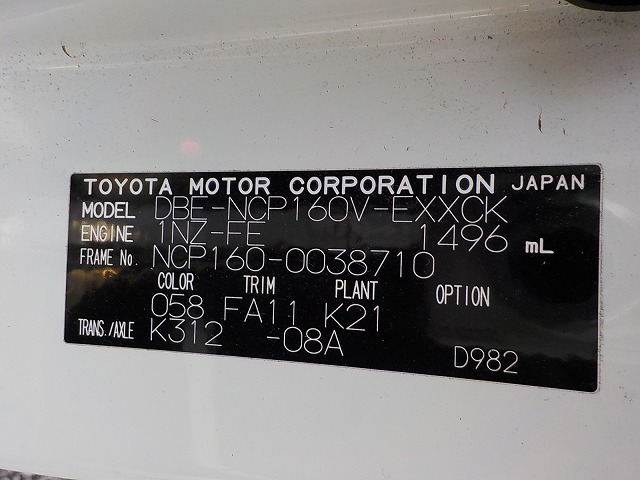 TOYOTA MOTOR CORPORATION JAPAN
MODEL DBE-NCP160V-EXXCK
ENGINE 1NZ-FE 1496 mL
FRAME No. NCP160-0038710
COLOR TRIM PLANT OPTION
058 FA11 K21
TRANS./AXLE K312 -08A
D982